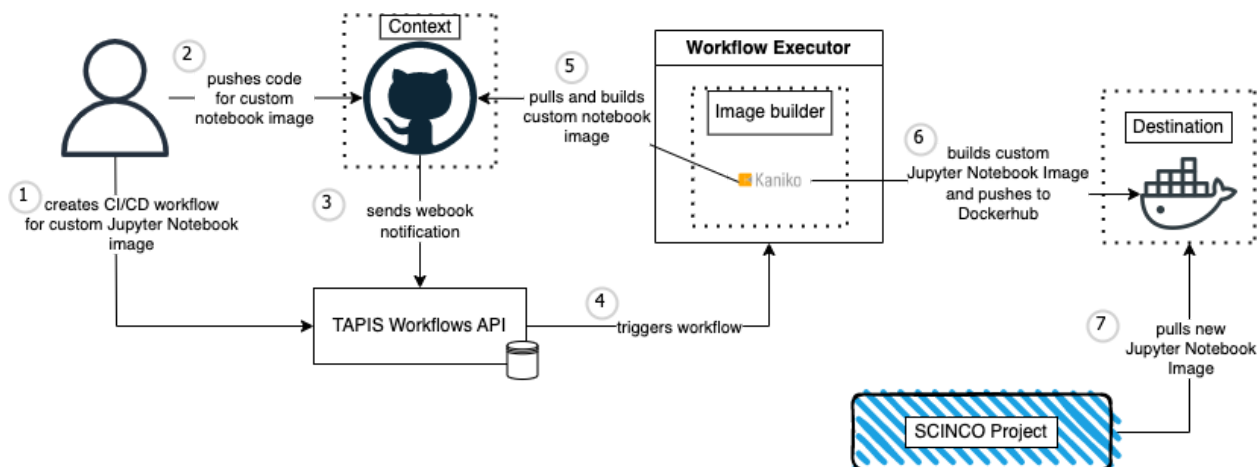 1
creates CI/CD workflow
for custom Jupyter Notebook
image
2
pushes code
for custom
notebook image
Context
3
sends webook
notification
TAPIS Workflows API
4
triggers workflow
Workflow Executor
Image builder
Kaniko
5
pulls and builds
custom notebook
image
6
builds custom
Jupyter Notebook Image
and pushes to
Dockerhub
Destination
7
pulls new
Jupyter Notebook
Image
SCINCO Project